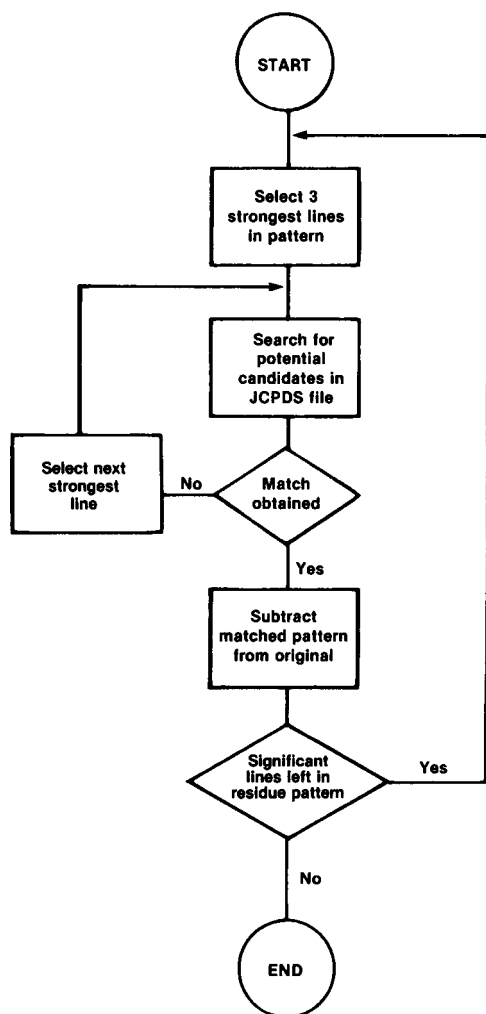 START
Select 3
strongest lines
in pattern
Search for
potential
candidates in
JCPDS file
Select next
strongest
line
No
Match
obtained
Yes
Subtract
matched pattern
from original
Significant
lines left in
residue pattern
Yes
No
END